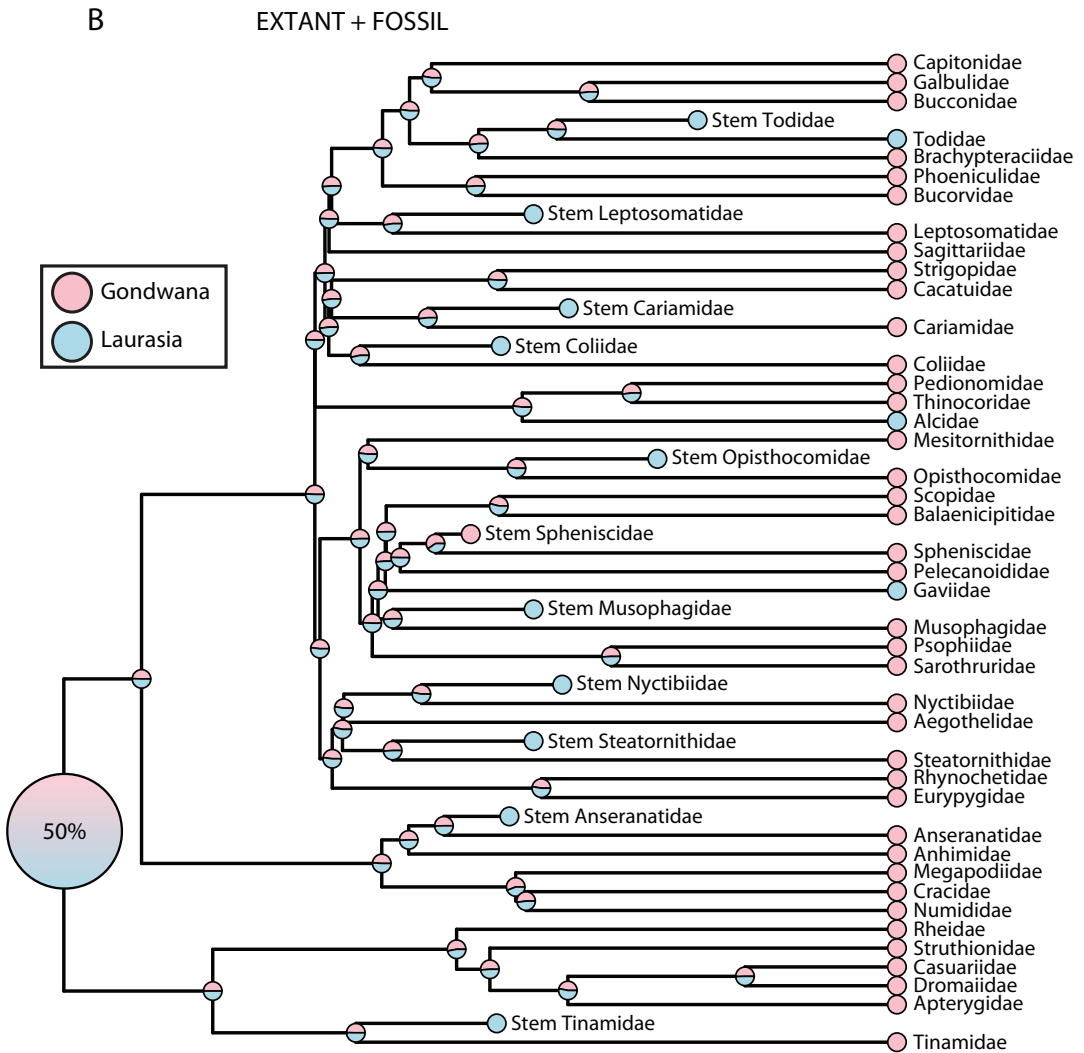 B EXTANT + FOSSIL
Capitonidae
Galbulidae
Bucconidae
Stem Todidae
Todidae
Brachypteraciidae
Phoeniculidae
Bucorvidae
Stem Leptosomatidae
Leptosomatidae
Sagittariidae
Strigopidae
Cacatuidae
Gondwana
Laurasia
Stem Cariamidae
Cariamidae
Stem Coliidae
Coliidae
Pedionomidae
Thinocoridae
Alcidae
Mesitornithidae
Stem Opisthocomidae
Opisthocomidae
Scopidae
Balaenicipitidae
Stem Spheniscidae
Spheniscidae
Pelecanoididae
Gaviidae
Stem Musophagidae
Musophagidae
Psophiidae
Sarothruridae
Stem Nyctibiidae
Nyctibiidae
Aegothelidae
Stem Steatornithidae
Steatornithidae
Rhynochetidae
Eurypygidae
50%
Stem Anseranatidae
Anseranatidae
Anhimidae
Megapodiidae
Cracidae
Numididae
Rheidae
Struthionidae
Casuariidae
Dromaiidae
Apterygidae
Stem Tinamidae
Tinamidae